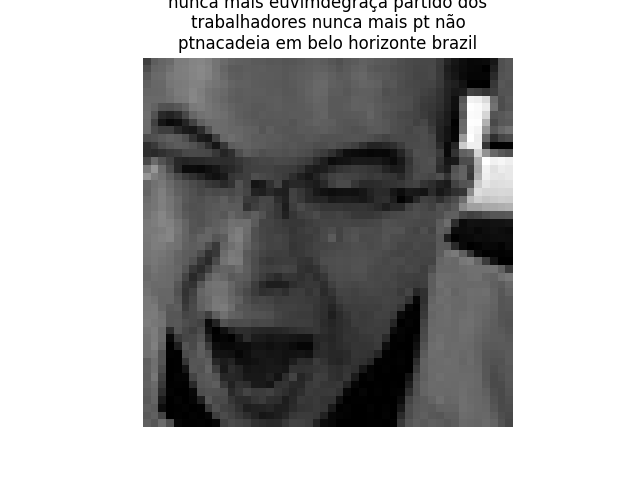 nunca mais euvimdegraça partido dos
trabalhadores nunca mais pt não
ptnacadeia em belo horizonte brazil